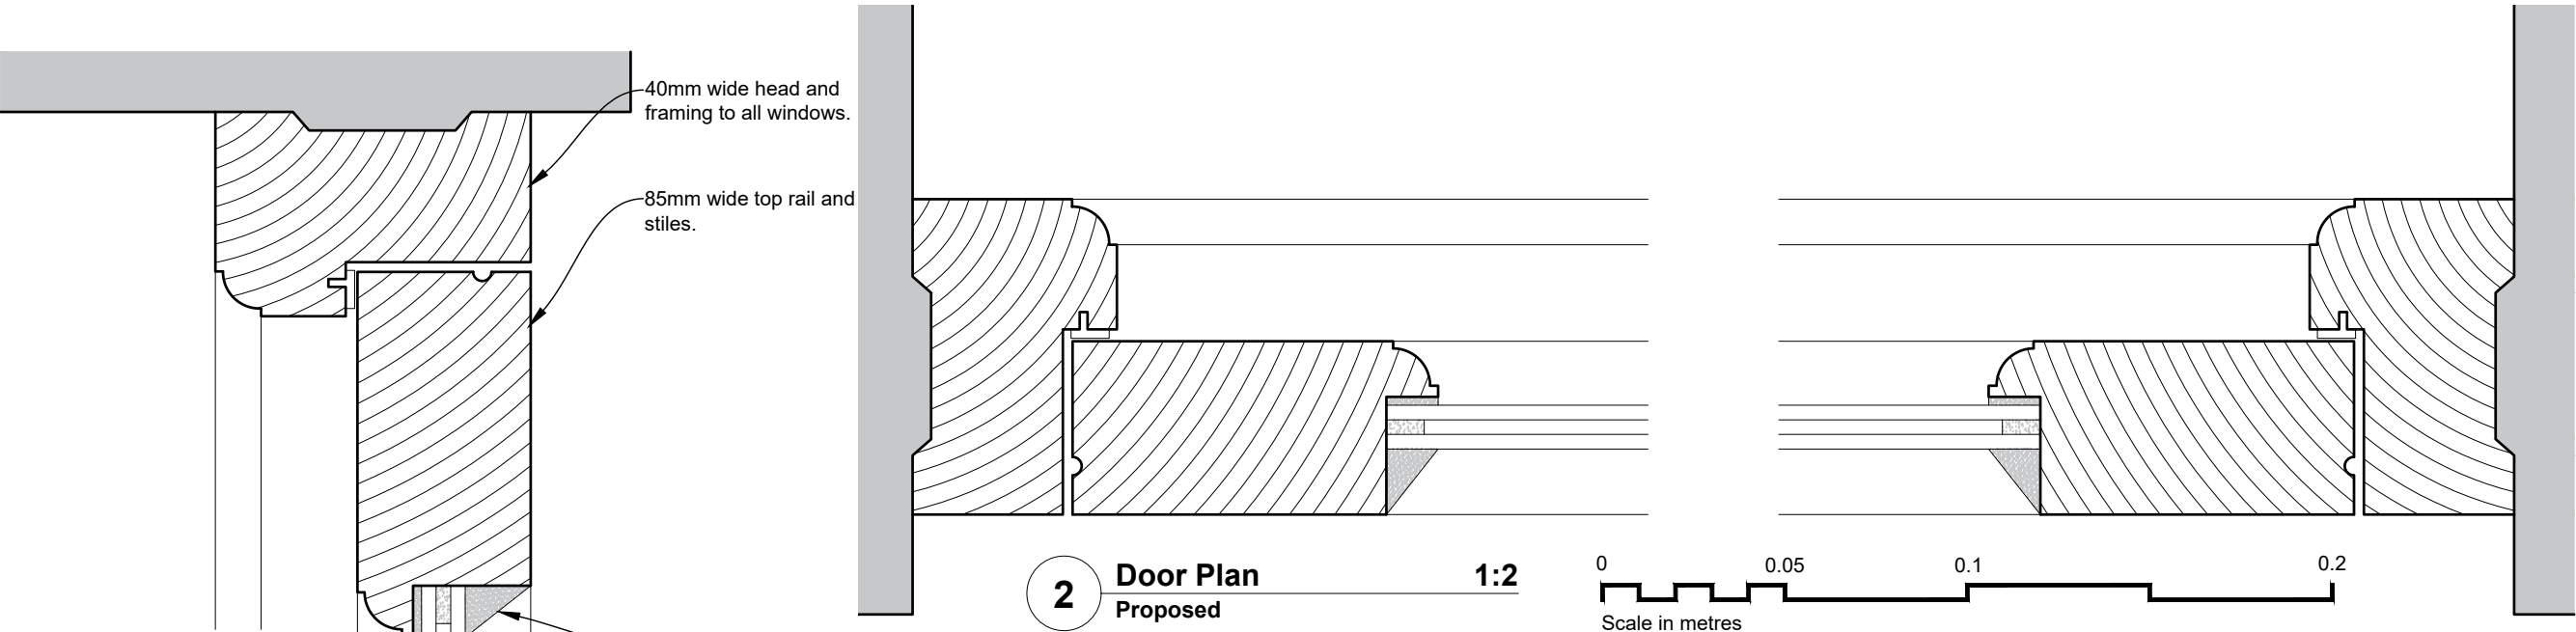 40mm wide head and
framing to all windows.
85mm wide top rail and
stiles.
2
Door Plan 1:2
Proposed
0 0.05 0.1 0.2
Scale in metres